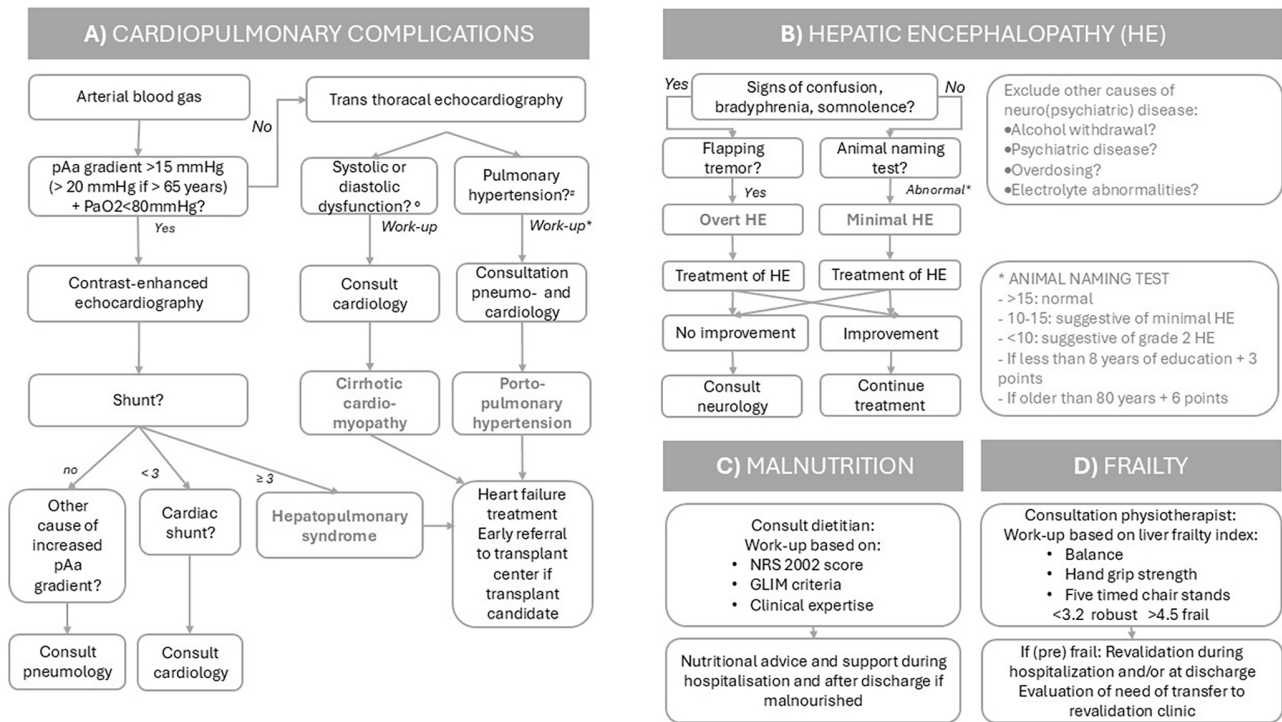 A) CARDIOPULMONARY COMPLICATIONS
Arterial blood gas
No
Trans thoracal echocardiography
pAa gradient >15 mmHg
(> 20 mmHg if > 65 years)
+ PaO2<80mmHg?
Systolic or
diastolic
dysfunction? °
Pulmonary
hypertension?⁼
Yes
Work-up
Work-up*
Contrast-enhanced
echocardiography
Consult
cardiology
Consultation
pneumo- and
cardiology
Shunt?
Cirrhotic
cardio-
myopathy
Porto-
pulmonary
hypertension
no
< 3
≥ 3
Other
cause of
increased
pAa
gradient?
Cardiac
shunt?
Hepatopulmonary
syndrome
Heart failure
treatment
Early referral
to transplant
center if
transplant
candidate
Consult
pneumology
Consult
cardiology
B) HEPATIC ENCEPHALOPATHY (HE)
Yes
Signs of confusion,
bradyphrenia, somnolence?
No
Flapping
tremor?
Animal naming
test?
Yes
Abnormal*
Overt HE
Minimal HE
Treatment of HE
Treatment of HE
No improvement
Improvement
Consult
neurology
Continue
treatment
Exclude other causes of
neuro(psychiatric) disease:
•Alcohol withdrawal?
•Psychiatric disease?
•Overdosing?
•Electrolyte abnormalities?
* ANIMAL NAMING TEST
- >15: normal
- 10-15: suggestive of minimal HE
- <10: suggestive of grade 2 HE
- If less than 8 years of education + 3
points
- If older than 80 years + 6 points
C) MALNUTRITION
Consult dietitian:
Work-up based on:
• NRS 2002 score
• GLIM criteria
• Clinical expertise
Nutritional advice and support during
hospitalisation and after discharge if
malnourished
D) FRAILTY
Consultation physiotherapist:
Work-up based on liver frailty index:
• Balance
• Hand grip strength
• Five timed chair stands
<3.2 robust >4.5 frail
If (pre) frail: Revalidation during
hospitalization and/or at discharge
Evaluation of need of transfer to
revalidation clinic